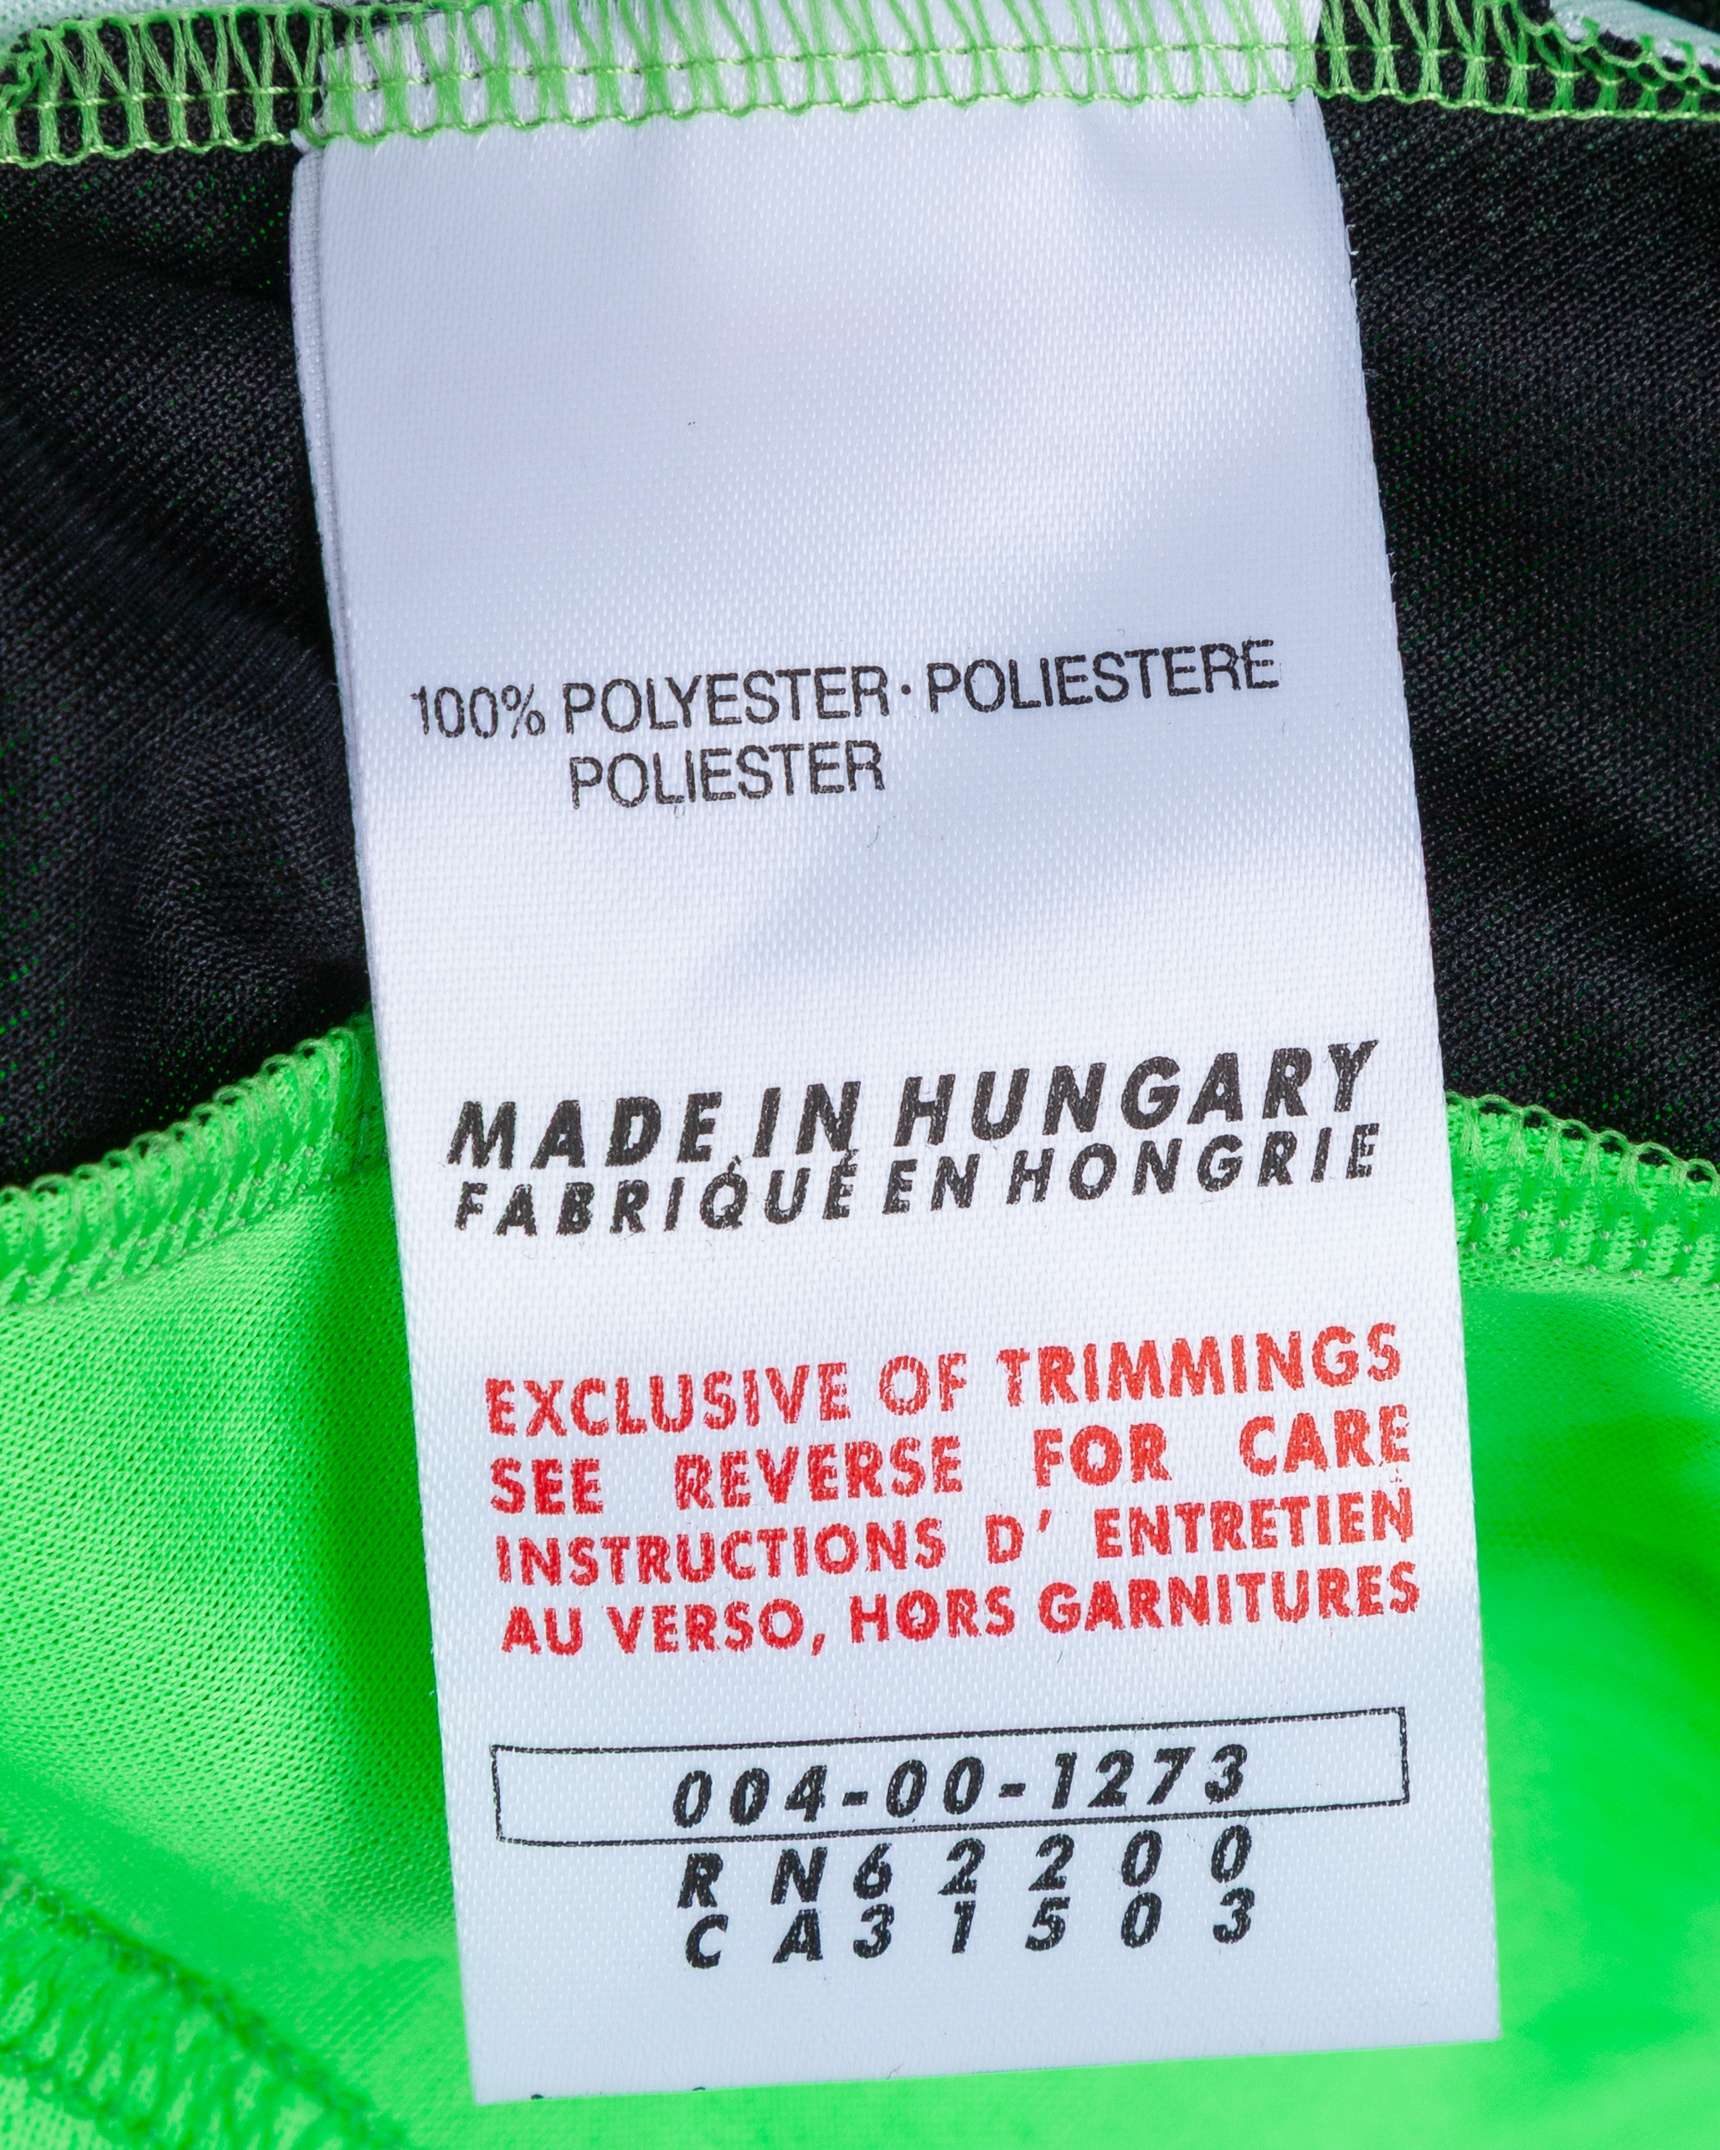 100% POLYESTER · POLIESTERE
POLIESTER
MADE IN HUNGARY
FABRIQUÉ EN HONGRIE
EXCLUSIVE OF TRIMMINGS
SEE REVERSE FOR CARE
INSTRUCTIONS D' ENTRETIEN
AU VERSO, HORS GARNITURES
004-00-1273
RN62200
CA31503